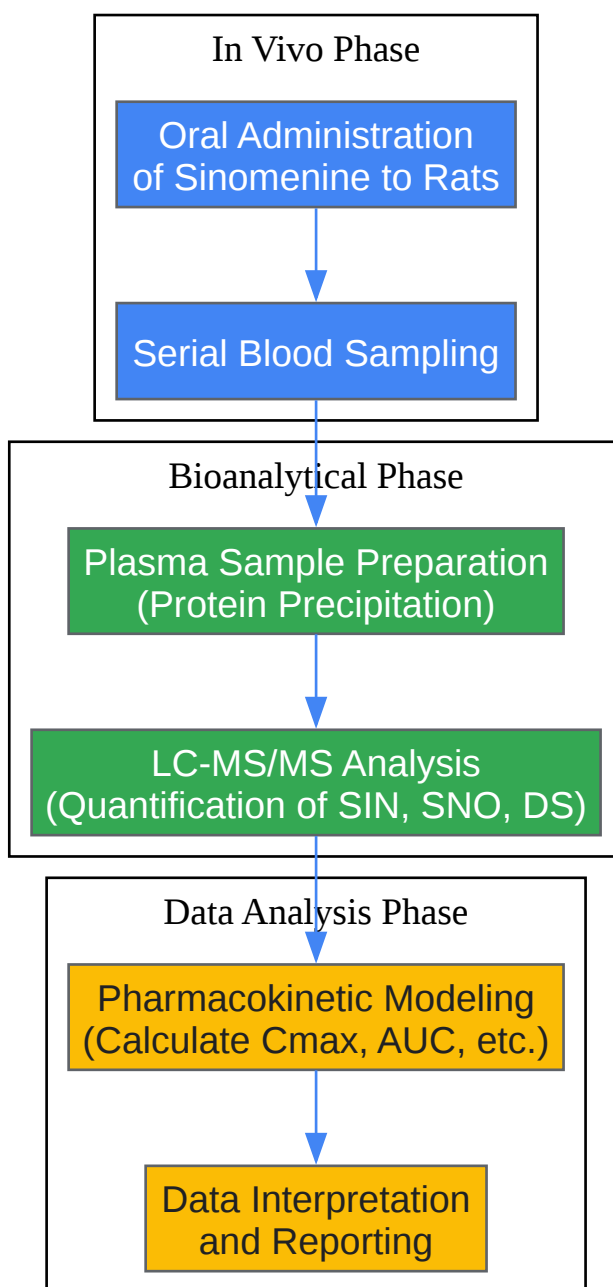 In Vivo Phase
Oral Administration
of Sinomenine to Rats
Serial Blood Sampling
Bioanalytical Phase
Plasma Sample Preparation
(Protein Precipitation)
LC-MS/MS Analysis
(Quantification of SIN, SNO, DS)
Data Analysis Phase
Pharmacokinetic Modeling
(Calculate Cmax, AUC, etc.)
Data Interpretation
and Reporting